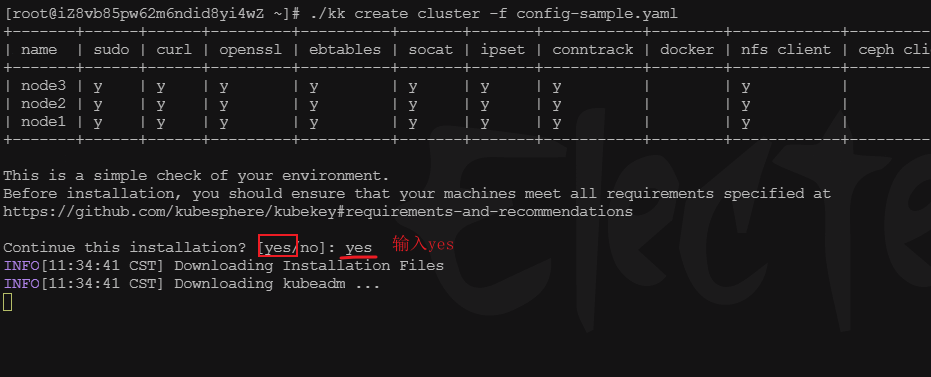 [root@iZ8vb85pw62m6ndid8yi4wZ ~]# ./kk create cluster -f config-sample.yaml
+-------+------+------+---------+----------+-------+-------+-----------+--------+------------+---------
| name | sudo | curl | openssl | ebtables | socat | ipset | conntrack | docker | nfs client | ceph cli
+-------+------+------+---------+----------+-------+-------+-----------+--------+------------+---------
| node3 | y | y | y | y | y | y | y | | y |
| node2 | y | y | y | y | y | y | y | | y |
| node1 | y | y | y | y | y | y | y | | y |
+-------+------+------+---------+----------+-------+-------+-----------+--------+------------+---------
This is a simple check of your environment.
Before installation, you should ensure that your machines meet all requirements specified at
https://github.com/kubesphere/kubekey#requirements-and-recommendations
Continue this installation? [yes/no]: yes 输入yes
INFO[11:34:41 CST] Downloading Installation Files
INFO[11:34:41 CST] Downloading kubeadm ...